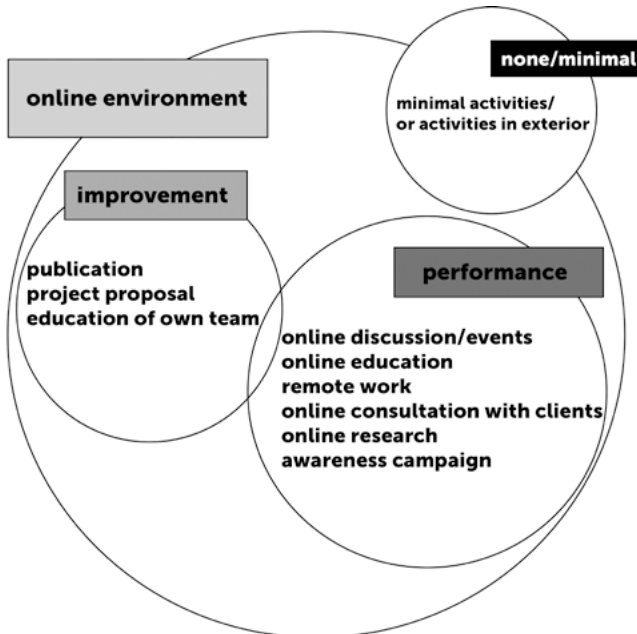 none/minimal
online environment
minimal activities/
or activities in exterior
improvement
publication
project proposal
education of own team
performance
online discussion/events
online education
remote work
online consultation with clients
online research
awareness campaign